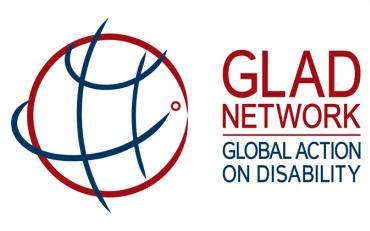 GLAD
NETWORK
GLOBAL ACTION
ON DISABILITY